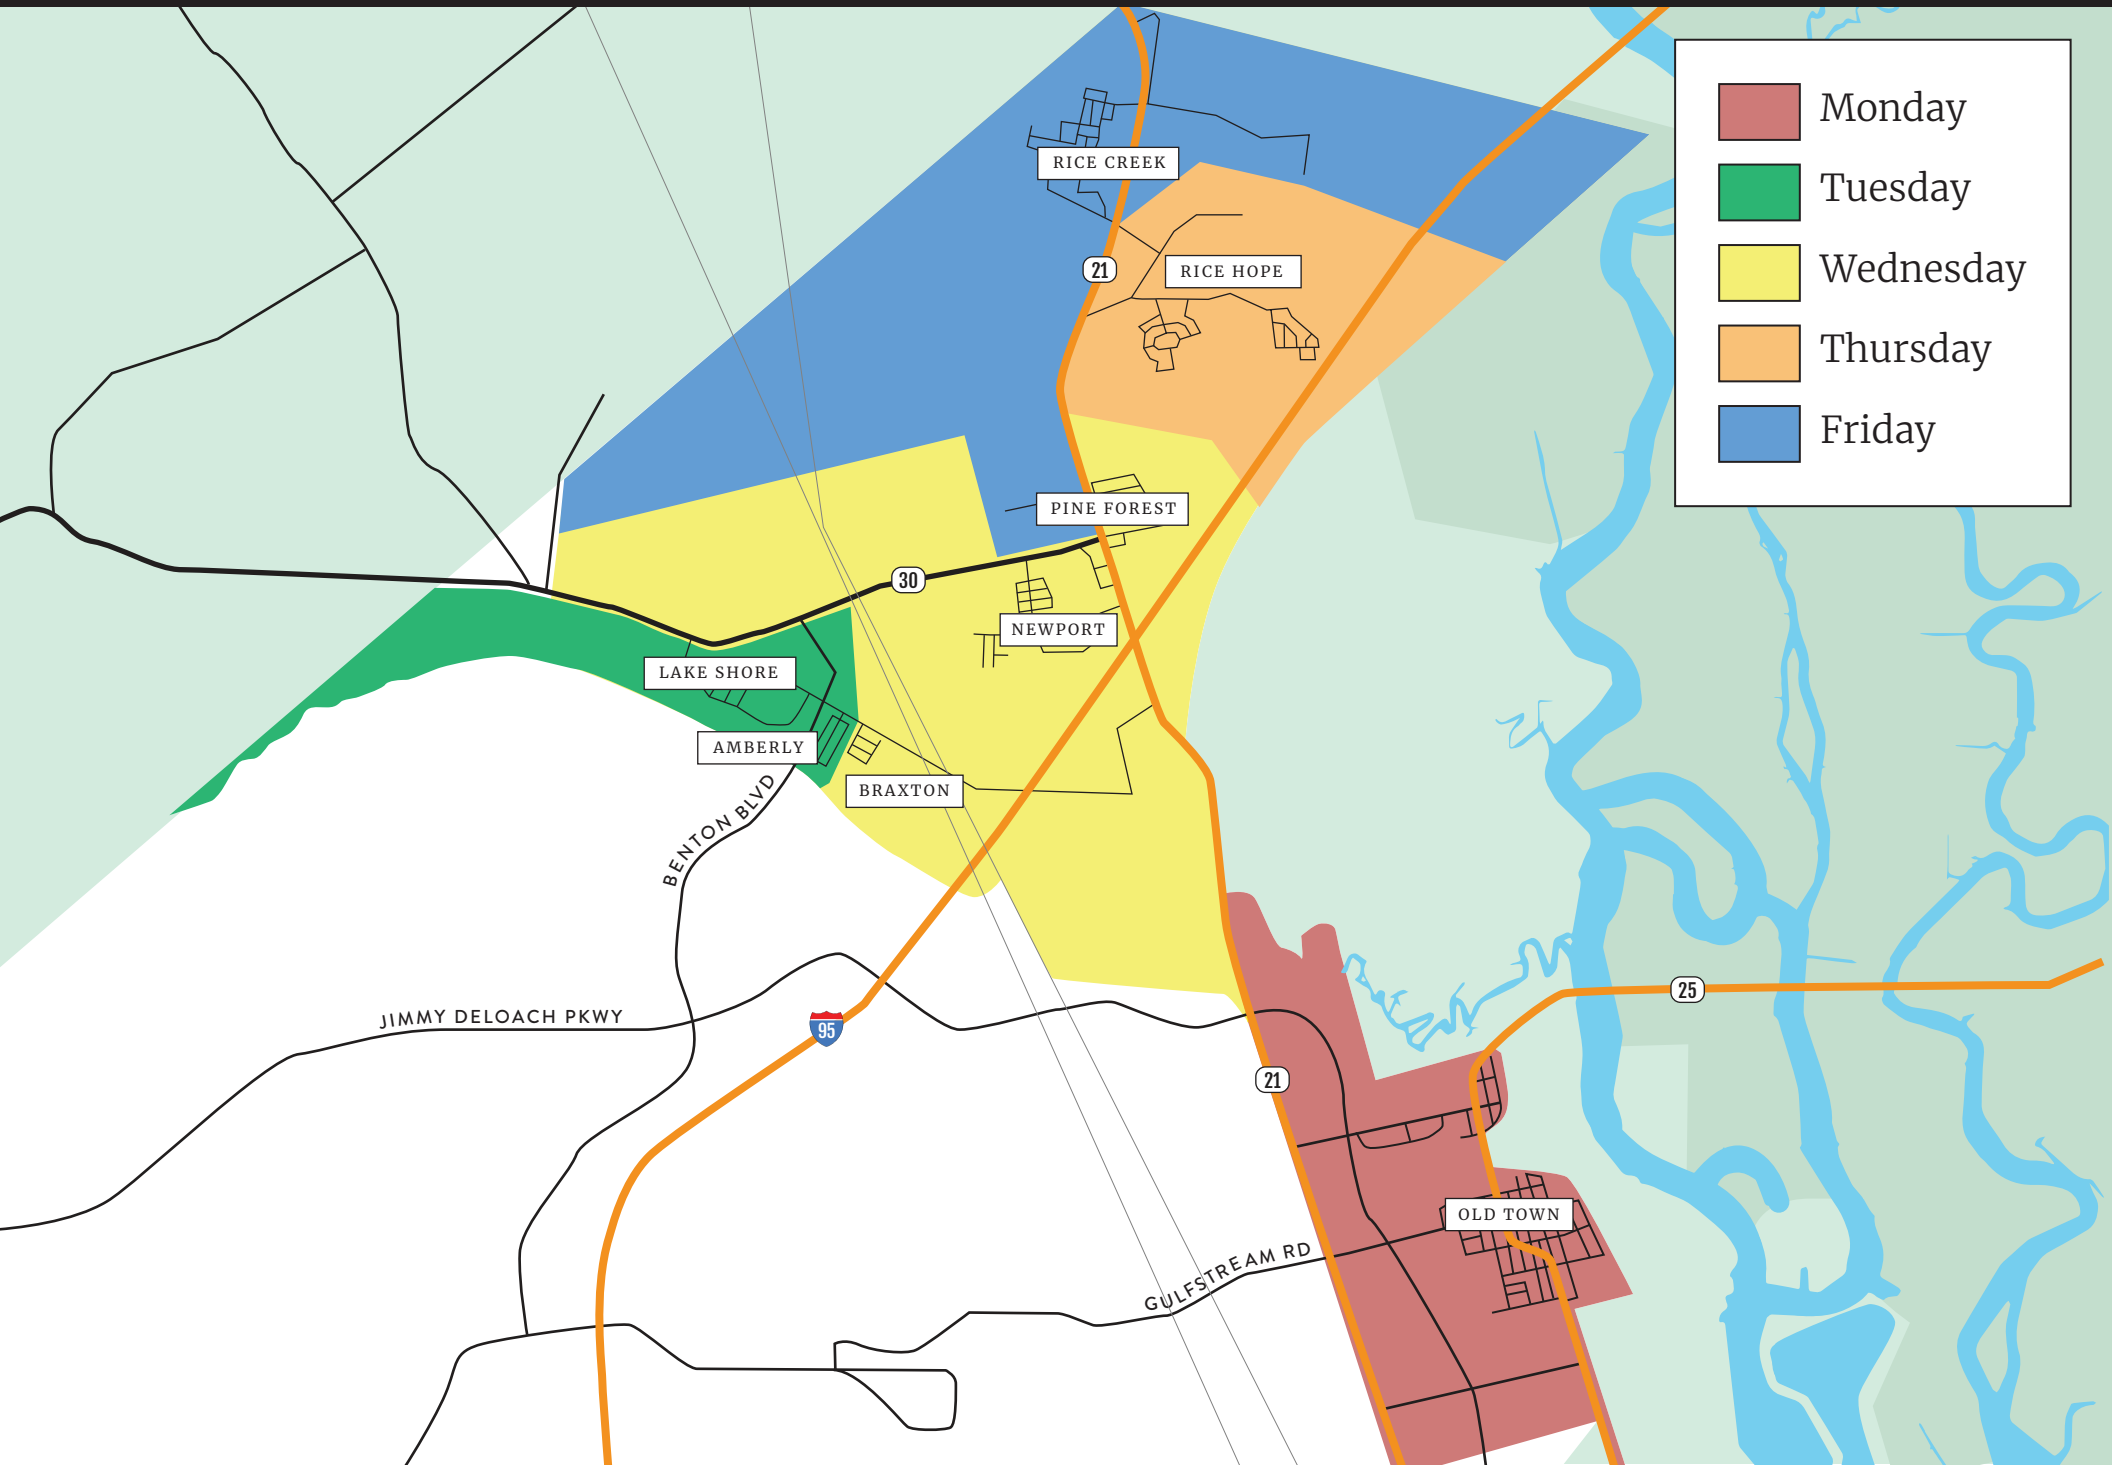 Monday
Tuesday
Wednesday
Thursday
Friday
RICE CREEK
21
RICE HOPE
PINE FOREST
30
NEWPORT
LAKE SHORE
AMBERLY
BRAXTON
BENTON BLVD
JIMMY DELOACH PKWY
95
25
21
OLD TOWN
GULFSTREAM RD